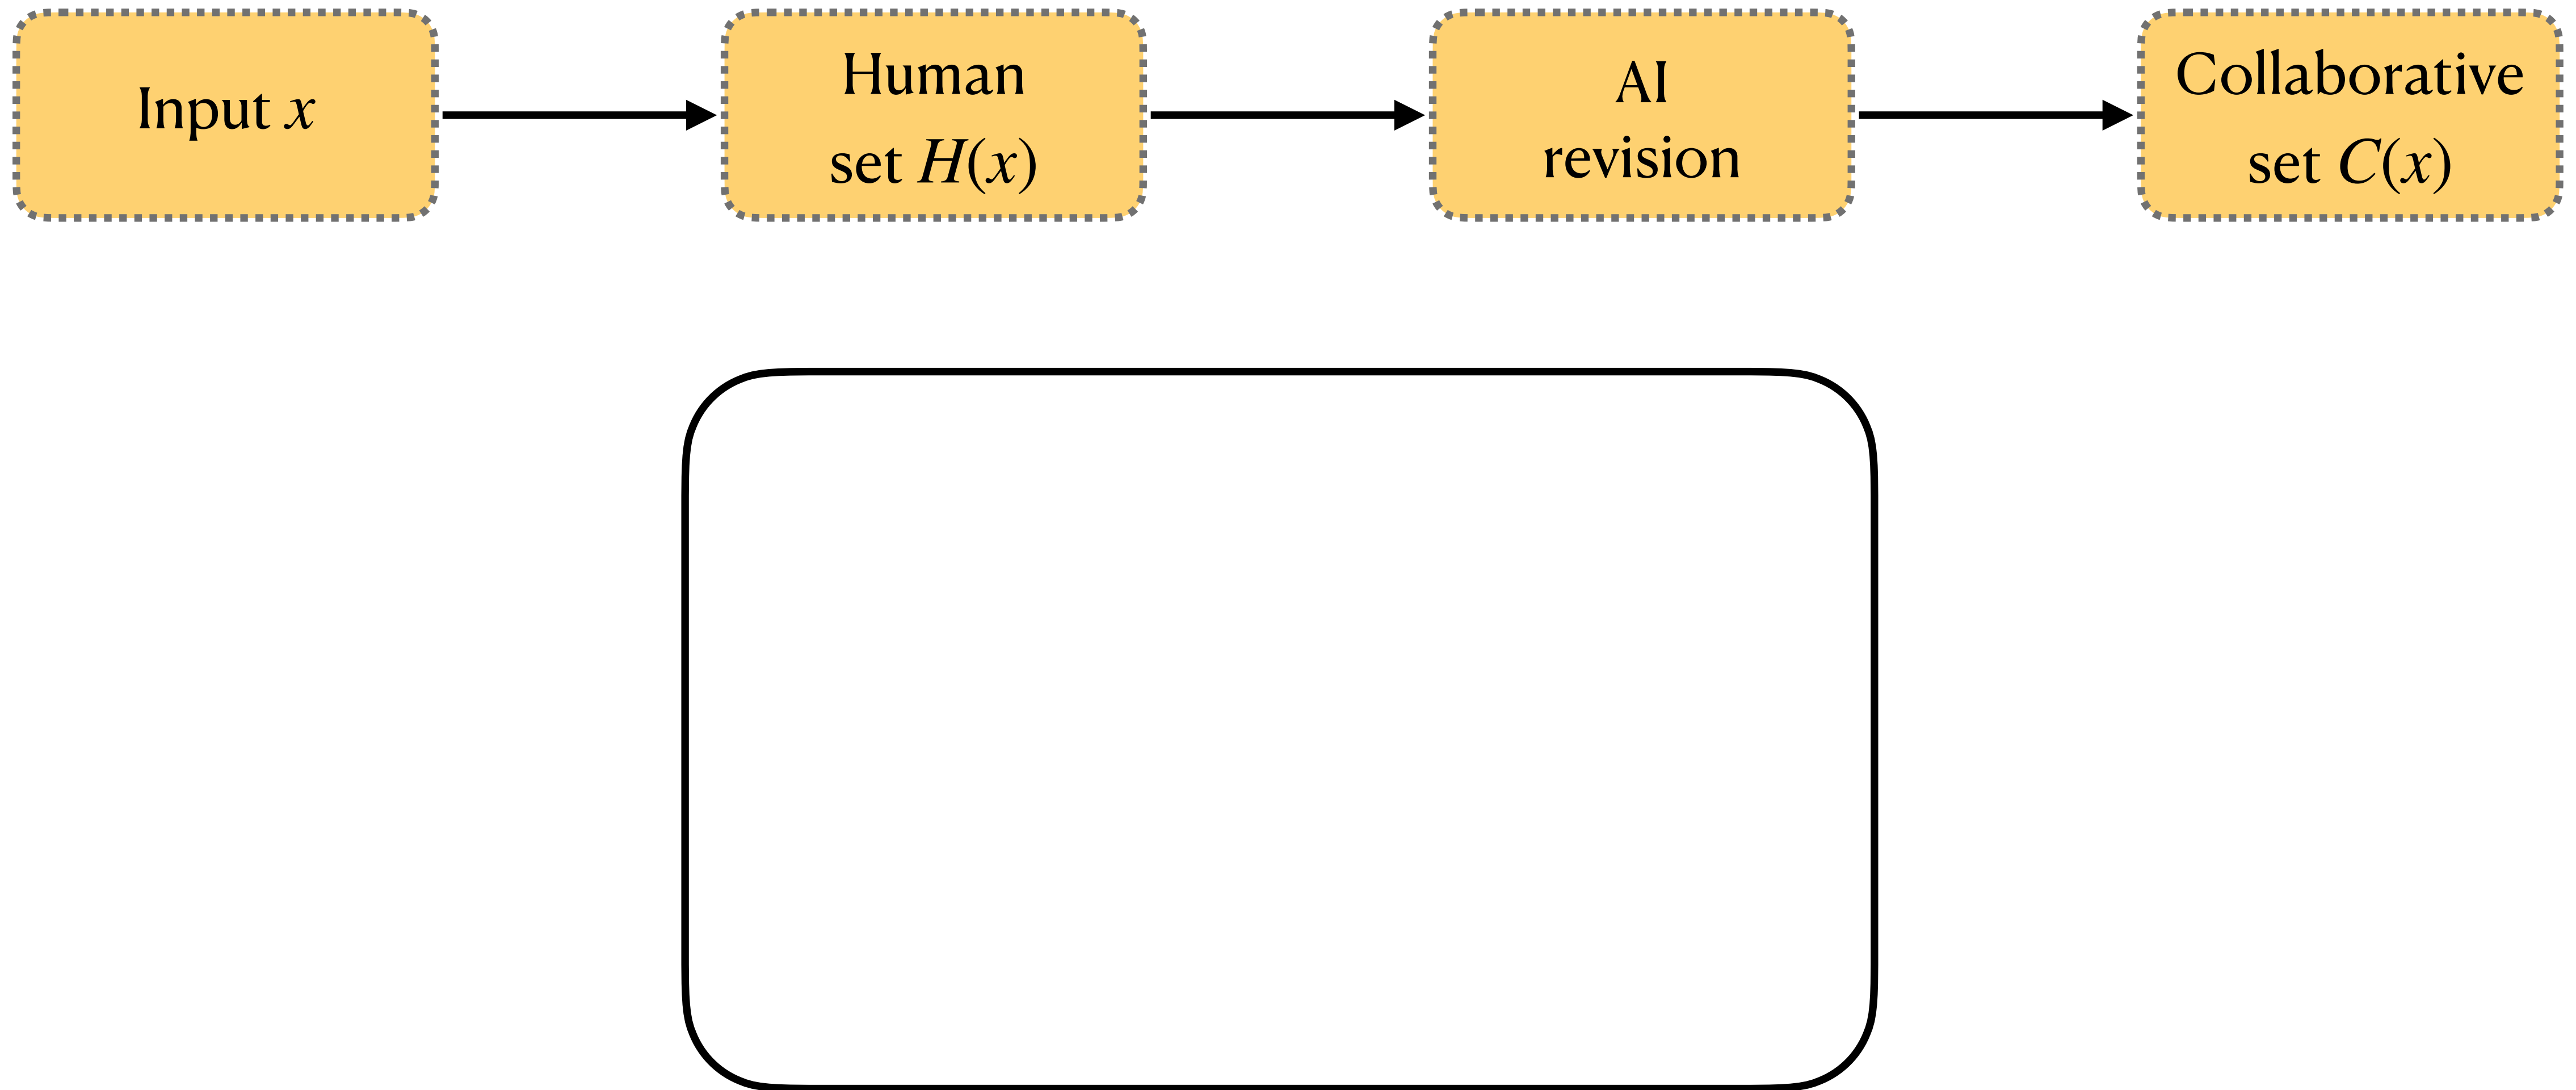 Input x
Human
set H(x)
AI
revision
Collaborative
set C(x)